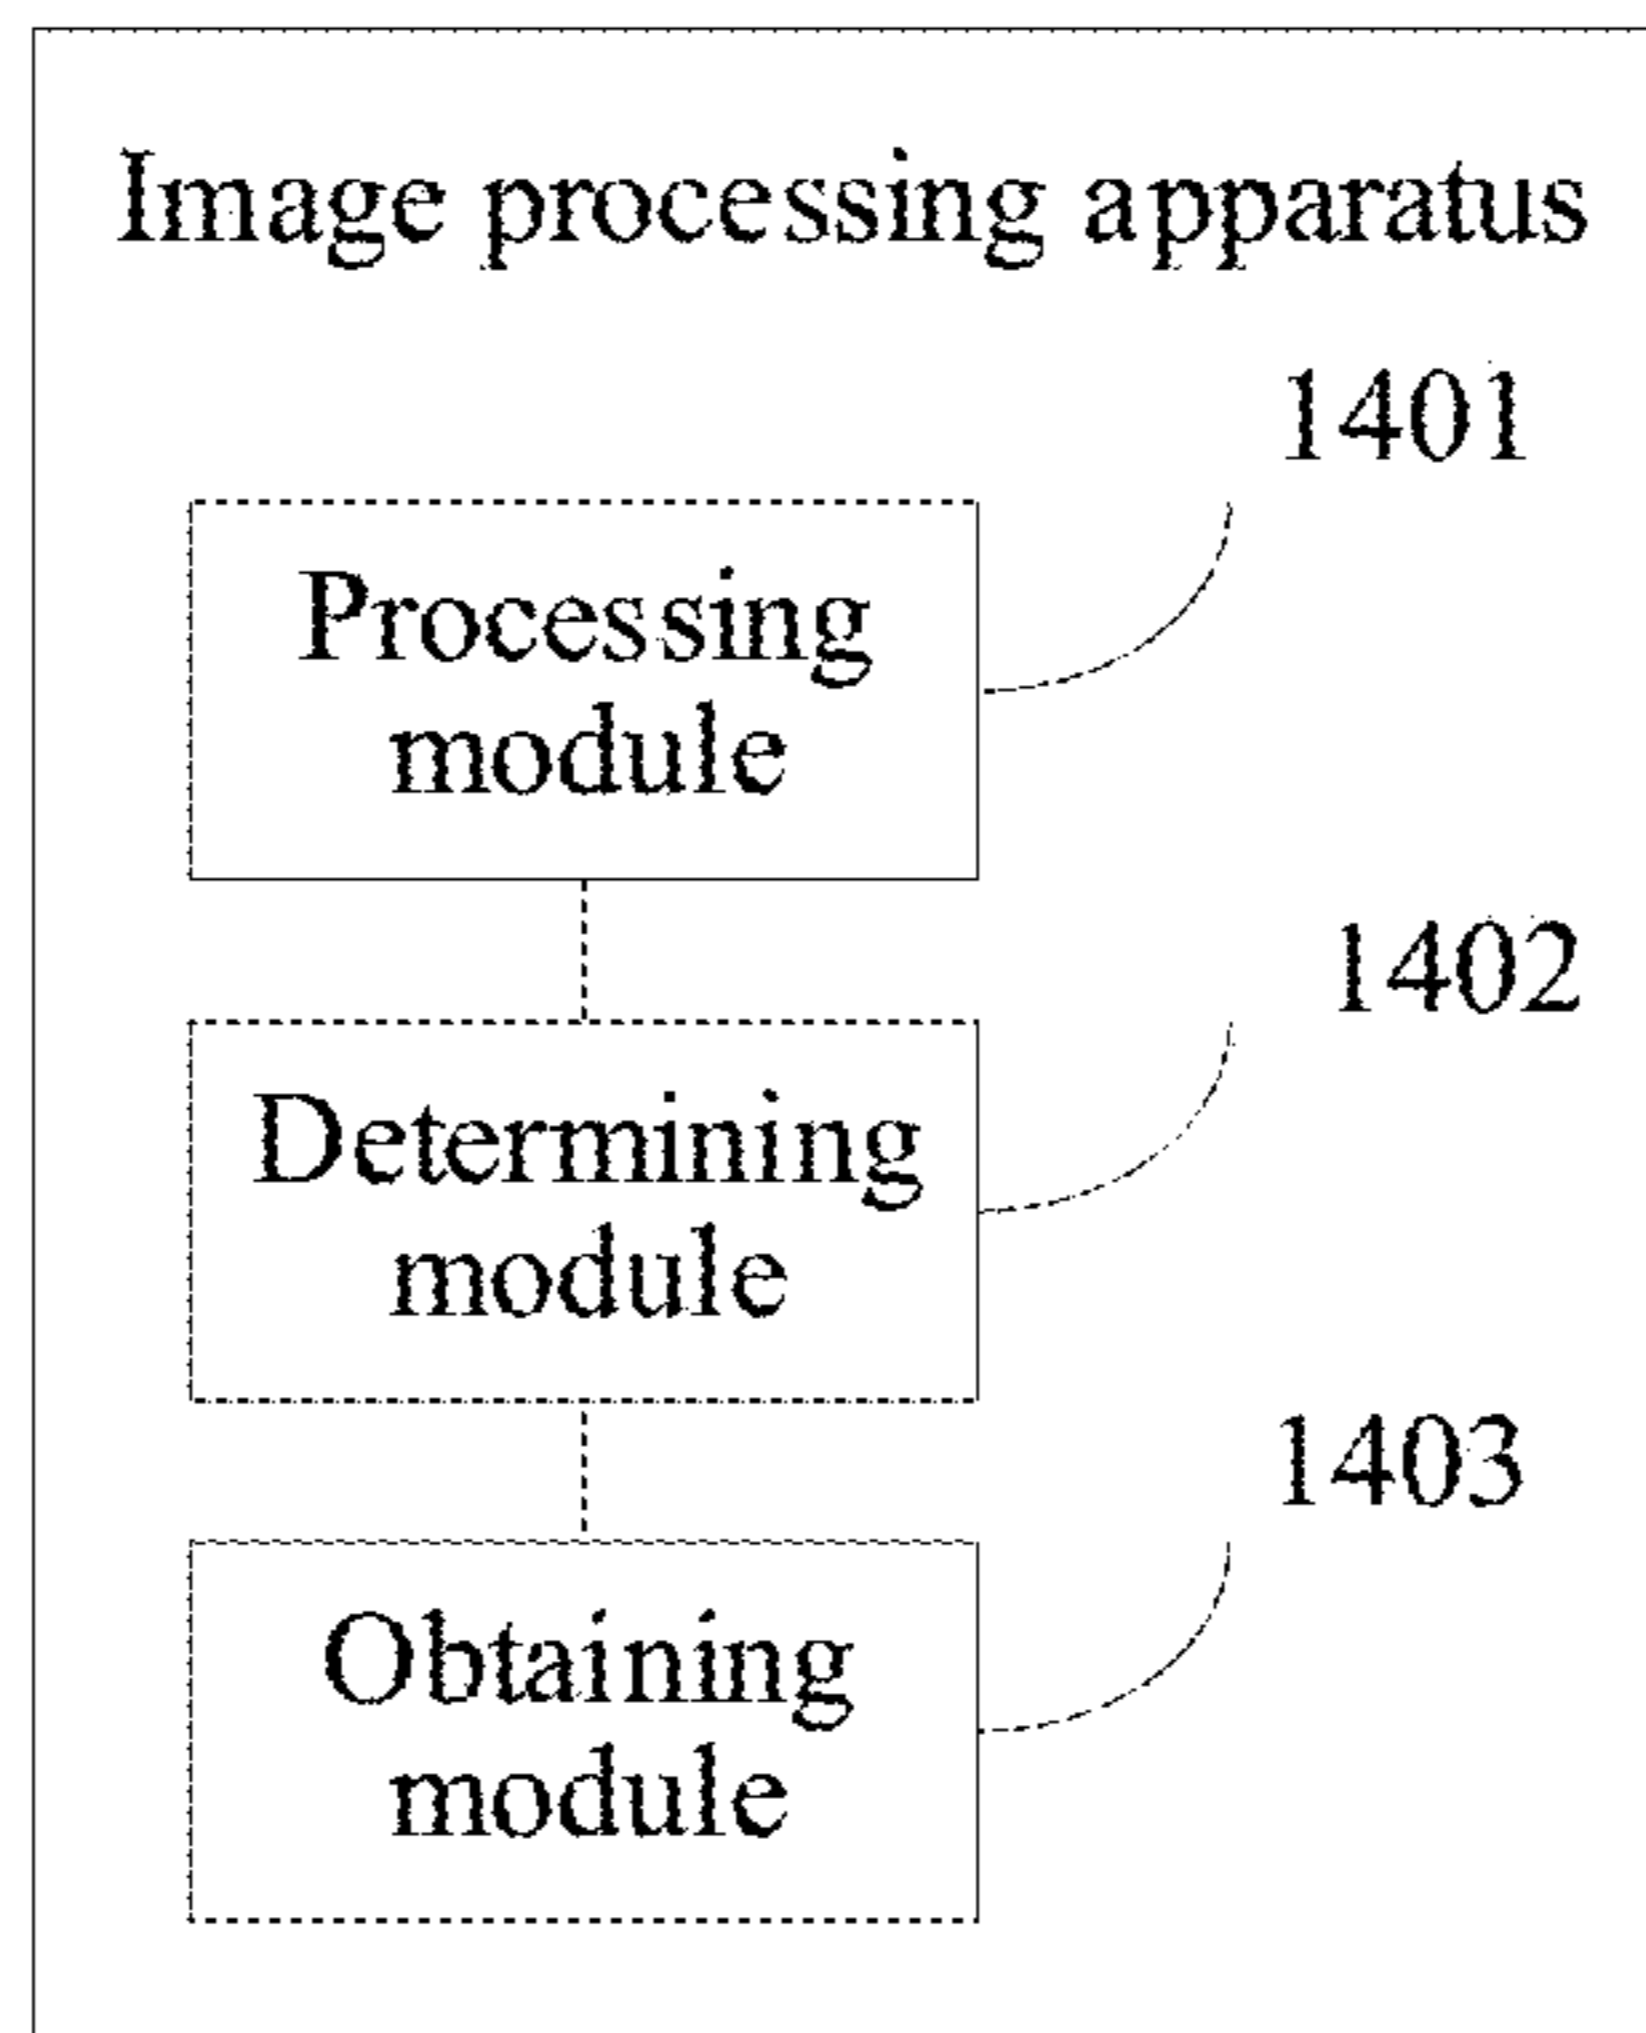 Image processing apparatus
1401
Processing
module
1402
Determining
module
1403
Obtaining
module